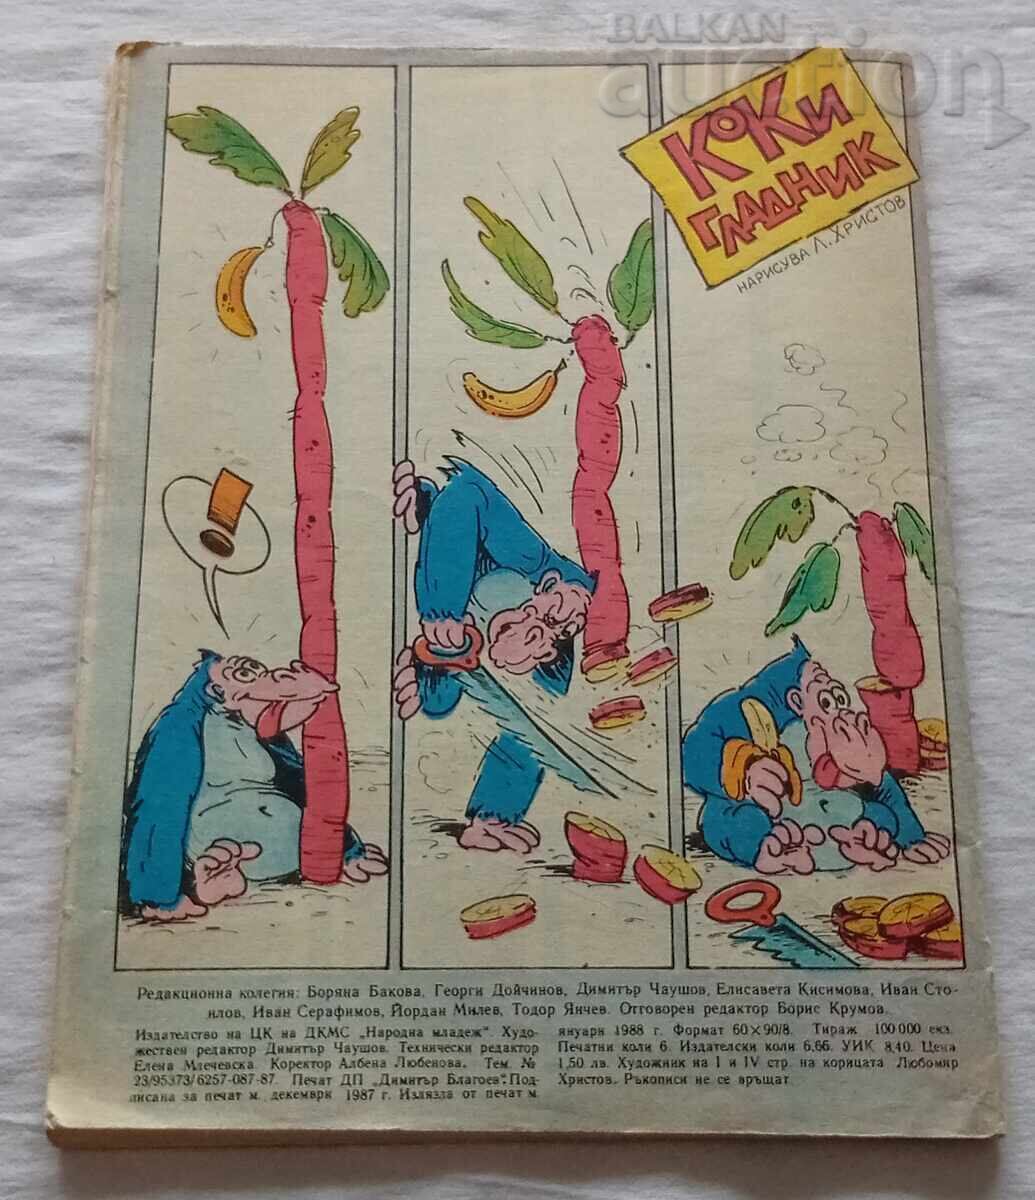 BALKAN
auction
КОКИ
ГЛАДНИК
НАРИСУВА Л. ХРИСТОВ
Редакционна колегия: Боряна Бакова, Георги Дойчинов, Димитър Чаушов, Елисавета Кисимова, Иван Сто-
илов, Иван Серафимов, Йордан Милев, Тодор Янчев. Отговорен редактор Борис Крумов.
Издателство на ЦК на ДКМС „Народна младеж". Худо-
жествен редактор Димитър Чаушов. Технически редактор
Елена Млечевска. Коректор Албена Любенова. Тем. №
23/95373/6257-087-87. Печат ДП „Димитър Благоев". Под-
писана за печат м. декември 1987 г. Излязла от печат м.
януари 1988 г. Формат 60×90/8. Тираж 100 000 екз.
Печатни коли 6. Издателски коли 6,66. УИК 8,40. Цена
1,50 лв. Художник на I и IV стр. на корицата Любомир
Христов. Ръкописи не се връщат.